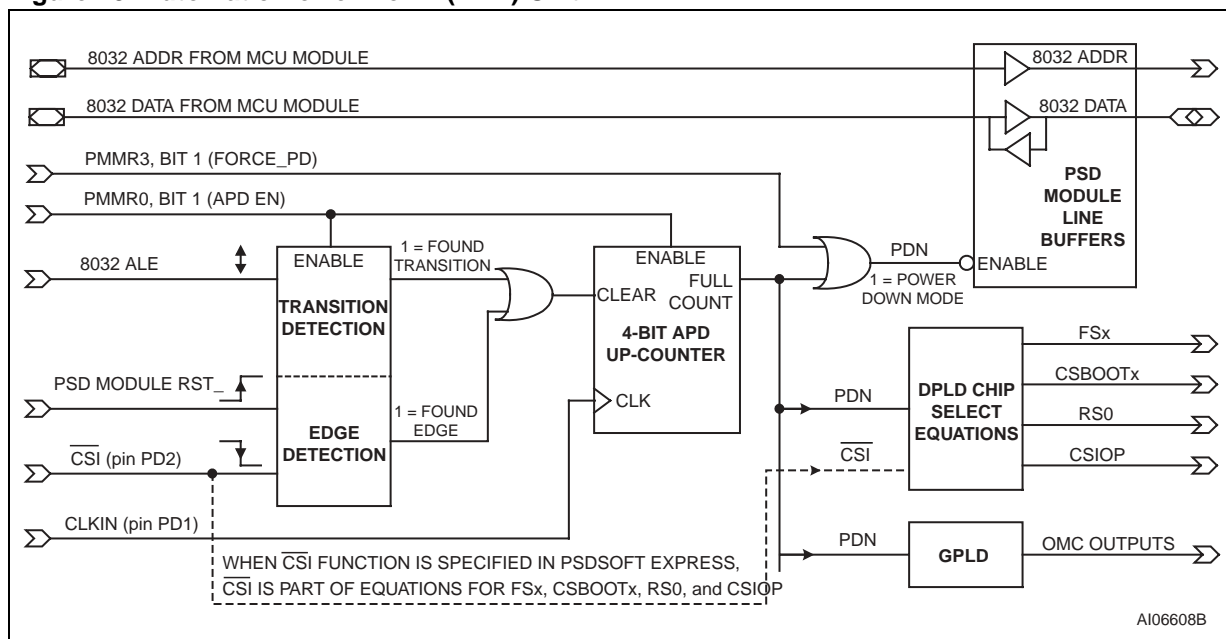 8032 ADDR FROM MCU MODULE
8032 ADDR
8032 DATA FROM MCU MODULE
8032 DATA
PMMR3, BIT 1 (FORCE_PD)
PSD
MODULE
LINE
BUFFERS
PMMR0, BIT 1 (APD EN)
8032 ALE
ENABLE
TRANSITION
DETECTION
1 = FOUND
TRANSITION
ENABLE
FULL
COUNT
CLEAR
4-BIT APD
UP-COUNTER
CLK
PDN
1 = POWER
DOWN MODE
ENABLE
PSD MODULE RST_
EDGE
DETECTION
1 = FOUND
EDGE
CSI (pin PD2)
CLKIN (pin PD1)
PDN
CSI
DPLD CHIP
SELECT
EQUATIONS
FSx
CSBOOTx
RS0
CSIOP
PDN
GPLD
OMC OUTPUTS
WHEN CSI FUNCTION IS SPECIFIED IN PSDSOFT EXPRESS,
CSI IS PART OF EQUATIONS FOR FSx, CSBOOTx, RS0, and CSIOP
AI06608B